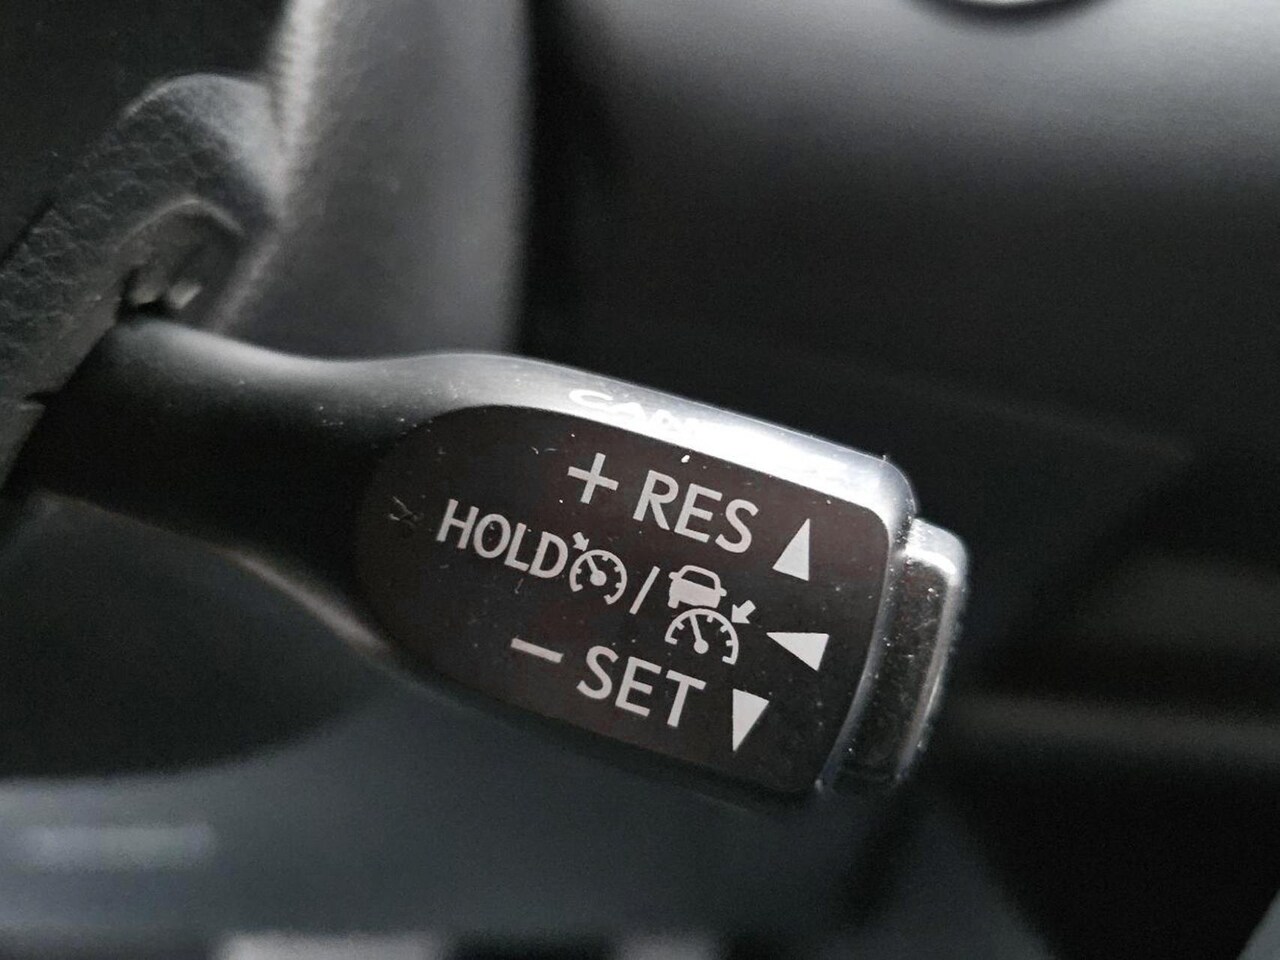 + RES
HOLD /
– SET